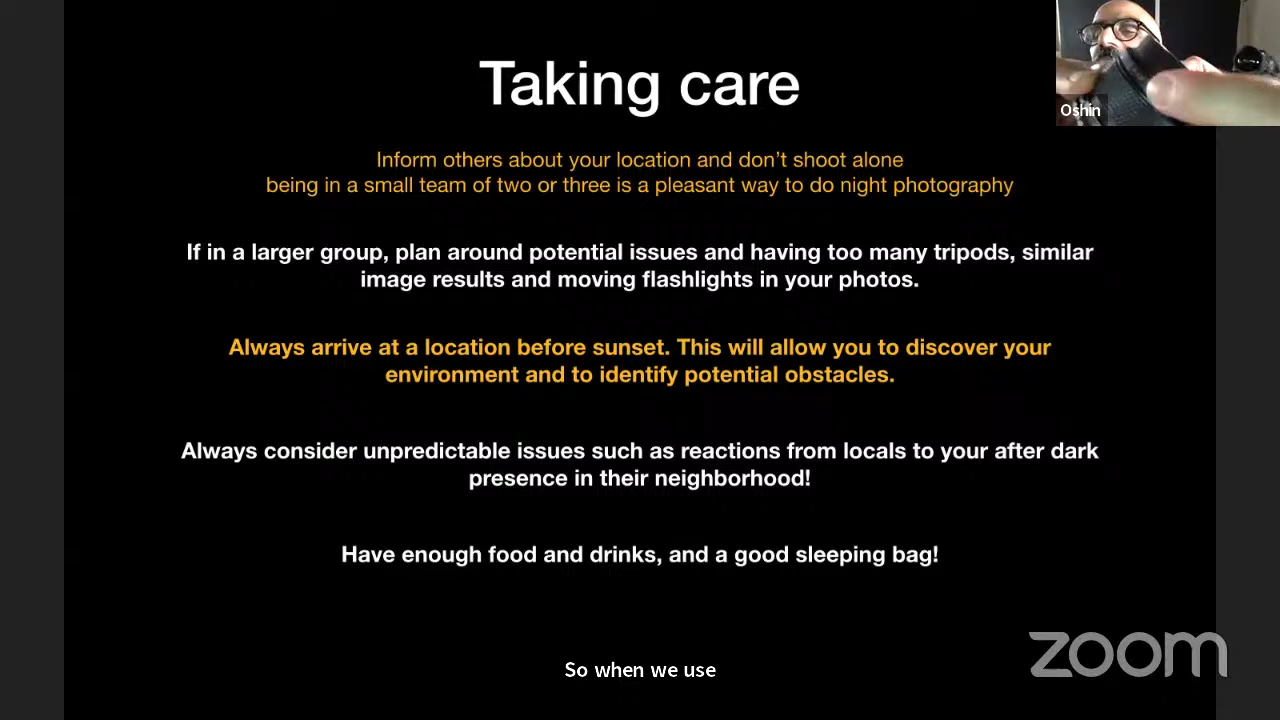 Taking care
Oshin
Inform others about your location and don’t shoot alone
being in a small team of two or three is a pleasant way to do night photography
If in a larger group, plan around potential issues and having too many tripods, similar
image results and moving flashlights in your photos.
Always arrive at a location before sunset. This will allow you to discover your
environment and to identify potential obstacles.
Always consider unpredictable issues such as reactions from locals to your after dark
presence in their neighborhood!
Have enough food and drinks, and a good sleeping bag!
So when we use
zoom